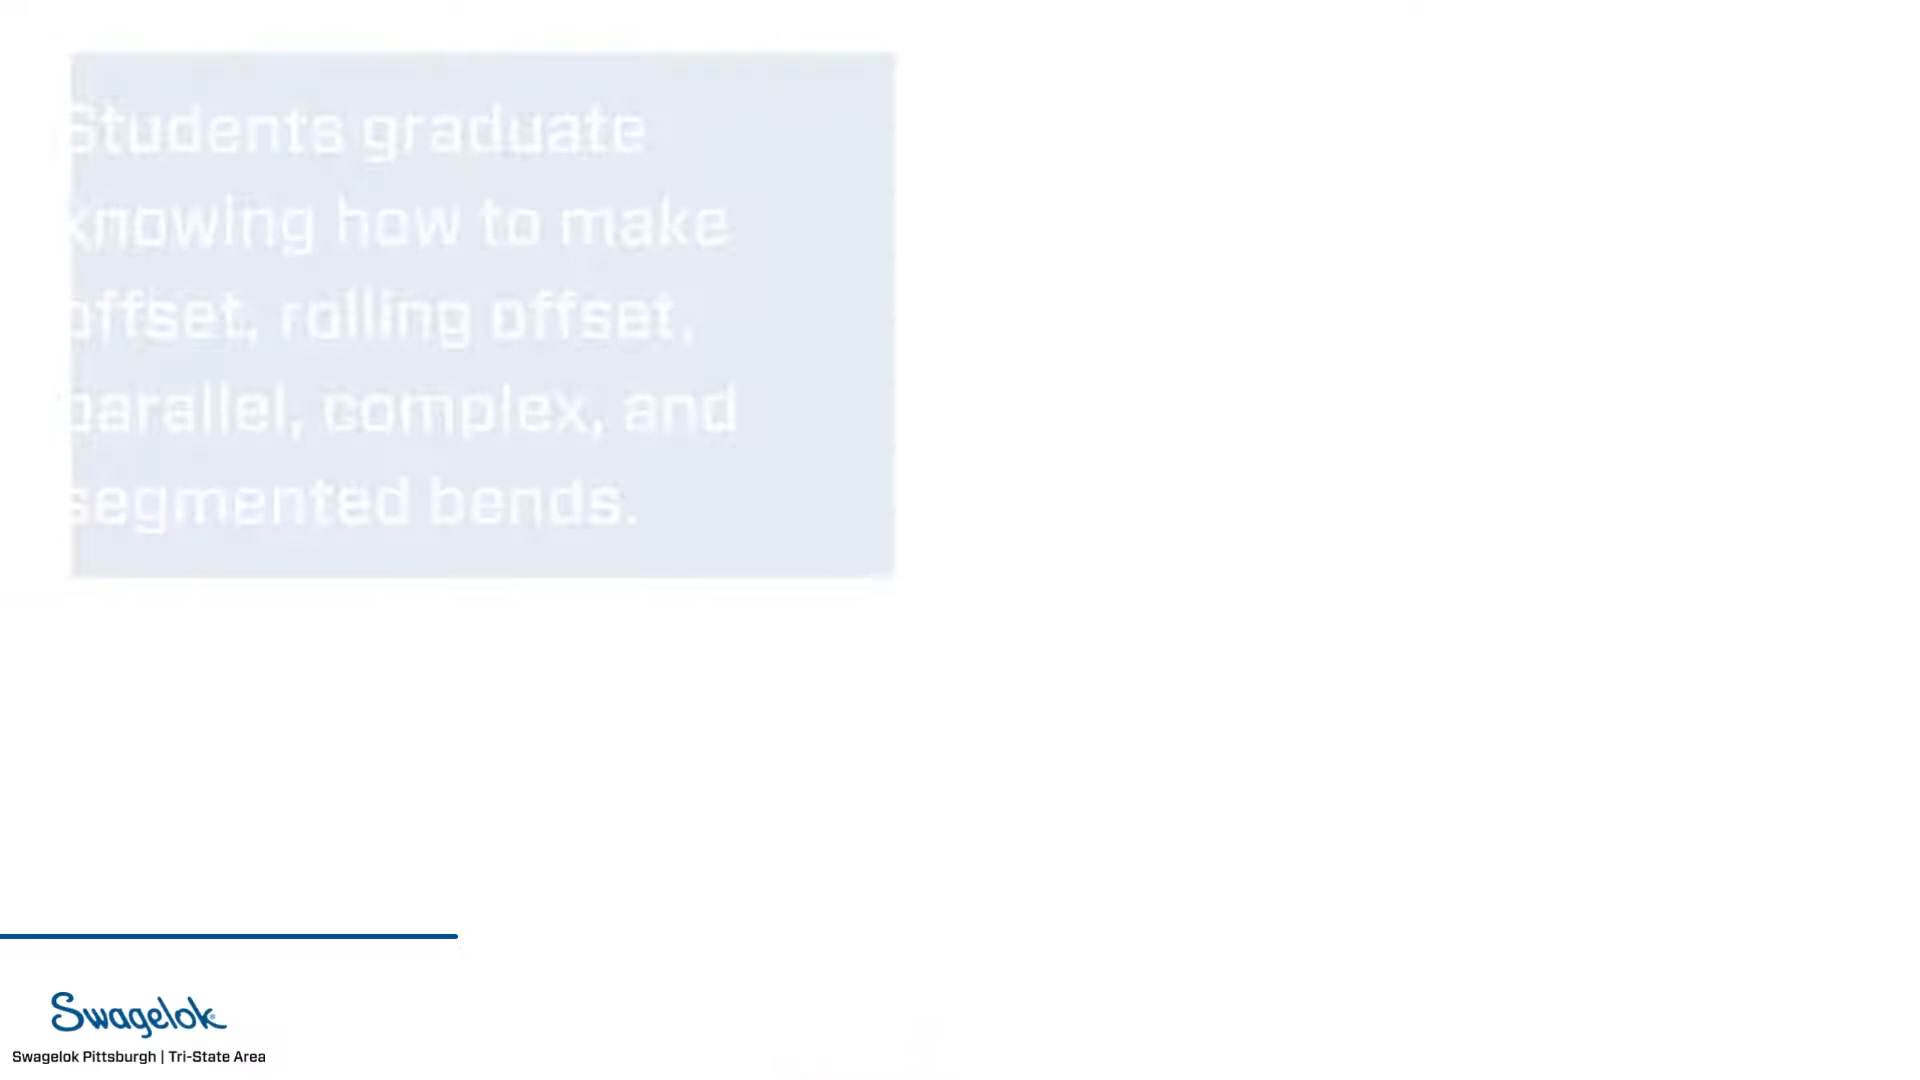 Students graduate
knowing how to make
offset, rolling offset,
parallel, complex, and
segmented bends.
Swagelok
Swagelok Pittsburgh | Tri-State Area